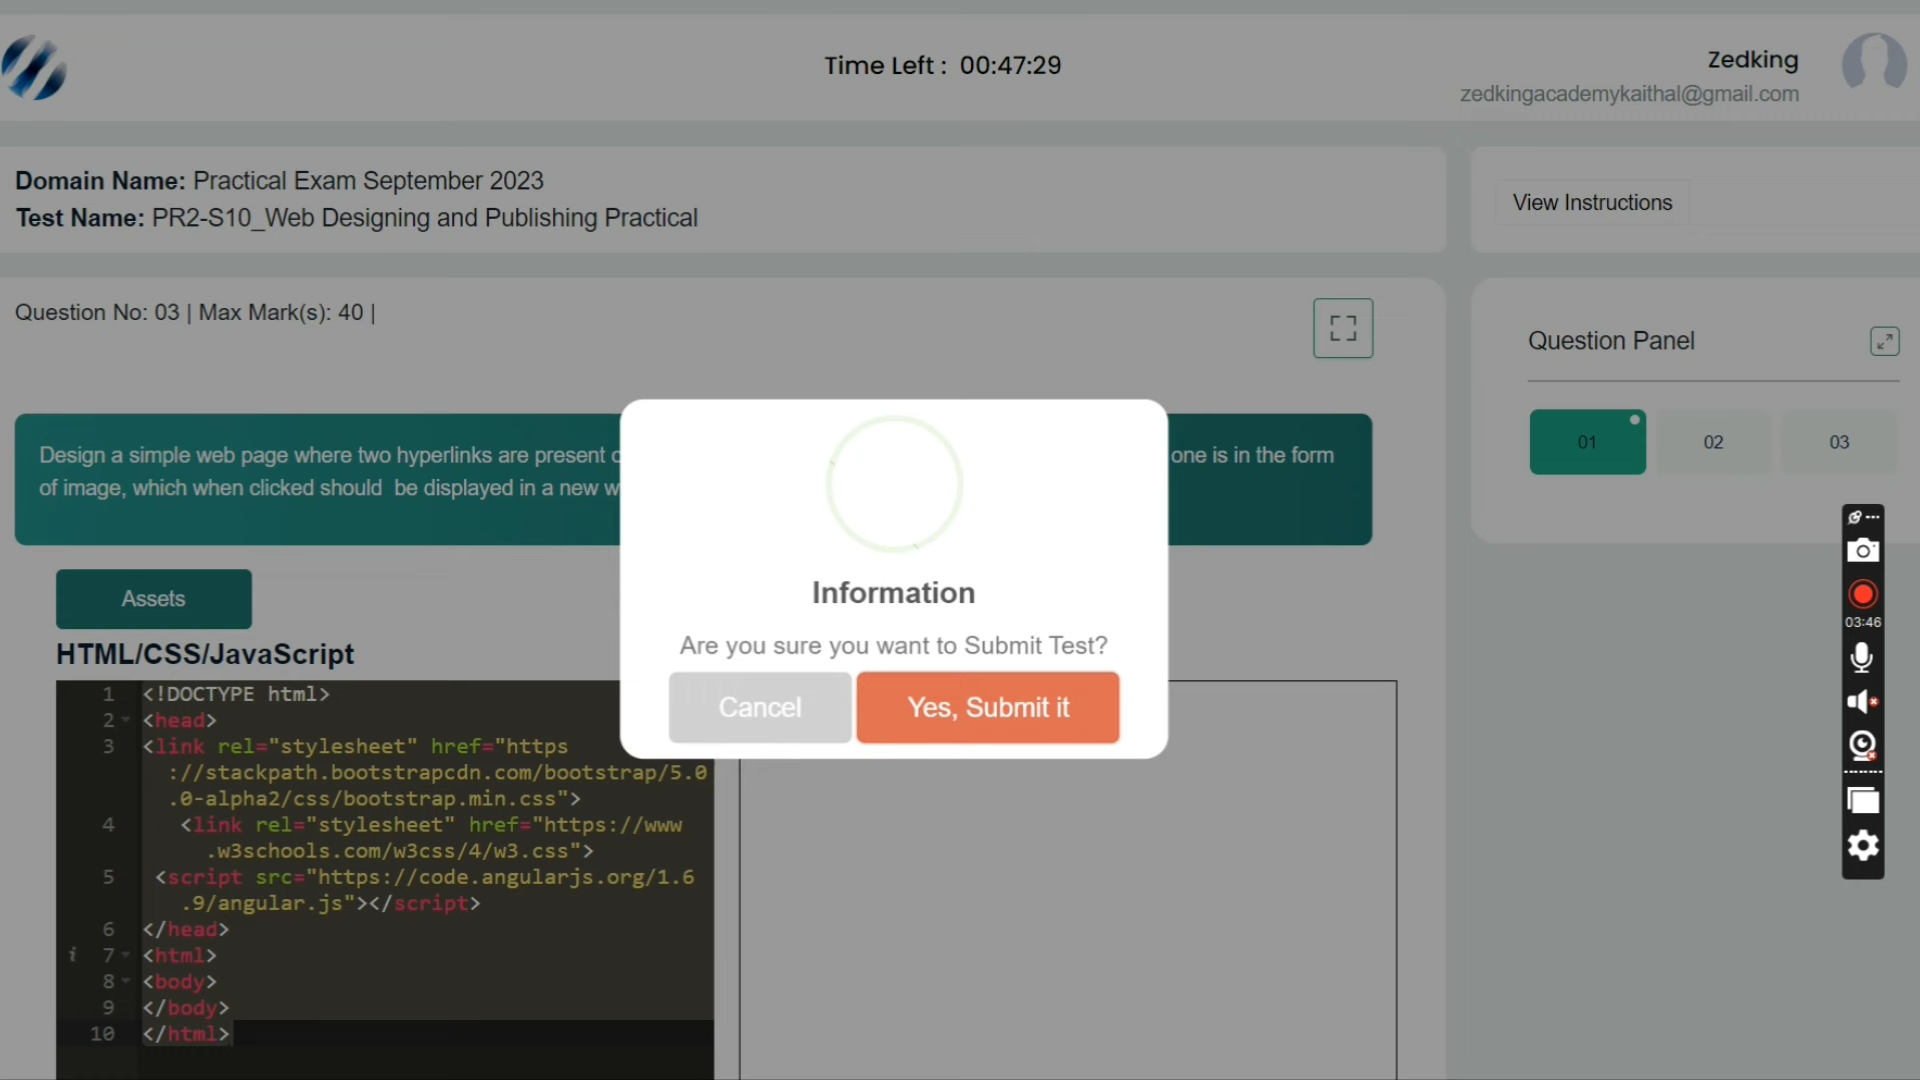 Time Left : 00:47:29
Zedking
zedkingacademykaithal@gmail.com
Domain Name: Practical Exam September 2023
Test Name: PR2-S10_Web Designing and Publishing Practical
View Instructions
Question No: 03 | Max Mark(s): 40 |
Question Panel
01
02
03
Design a simple web page where two hyperlinks are present
one is in the form
of image, which when clicked should be displayed in a new
Information
Are you sure you want to Submit Test?
Cancel
Yes, Submit it
Assets
HTML/CSS/JavaScript
1 <!DOCTYPE html>
2 <head>
3 <link rel="stylesheet" href="https
://stackpath.bootstrapcdn.com/bootstrap/5.0
.0-alpha2/css/bootstrap.min.css">
4 <link rel="stylesheet" href="https://www
.w3schools.com/w3css/4/w3.css">
5 <script src="https://code.angularjs.org/1.6
.9/angular.js"></script>
6 </head>
i 7 <html>
8 <body>
9 </body>
10 </html>
03:46